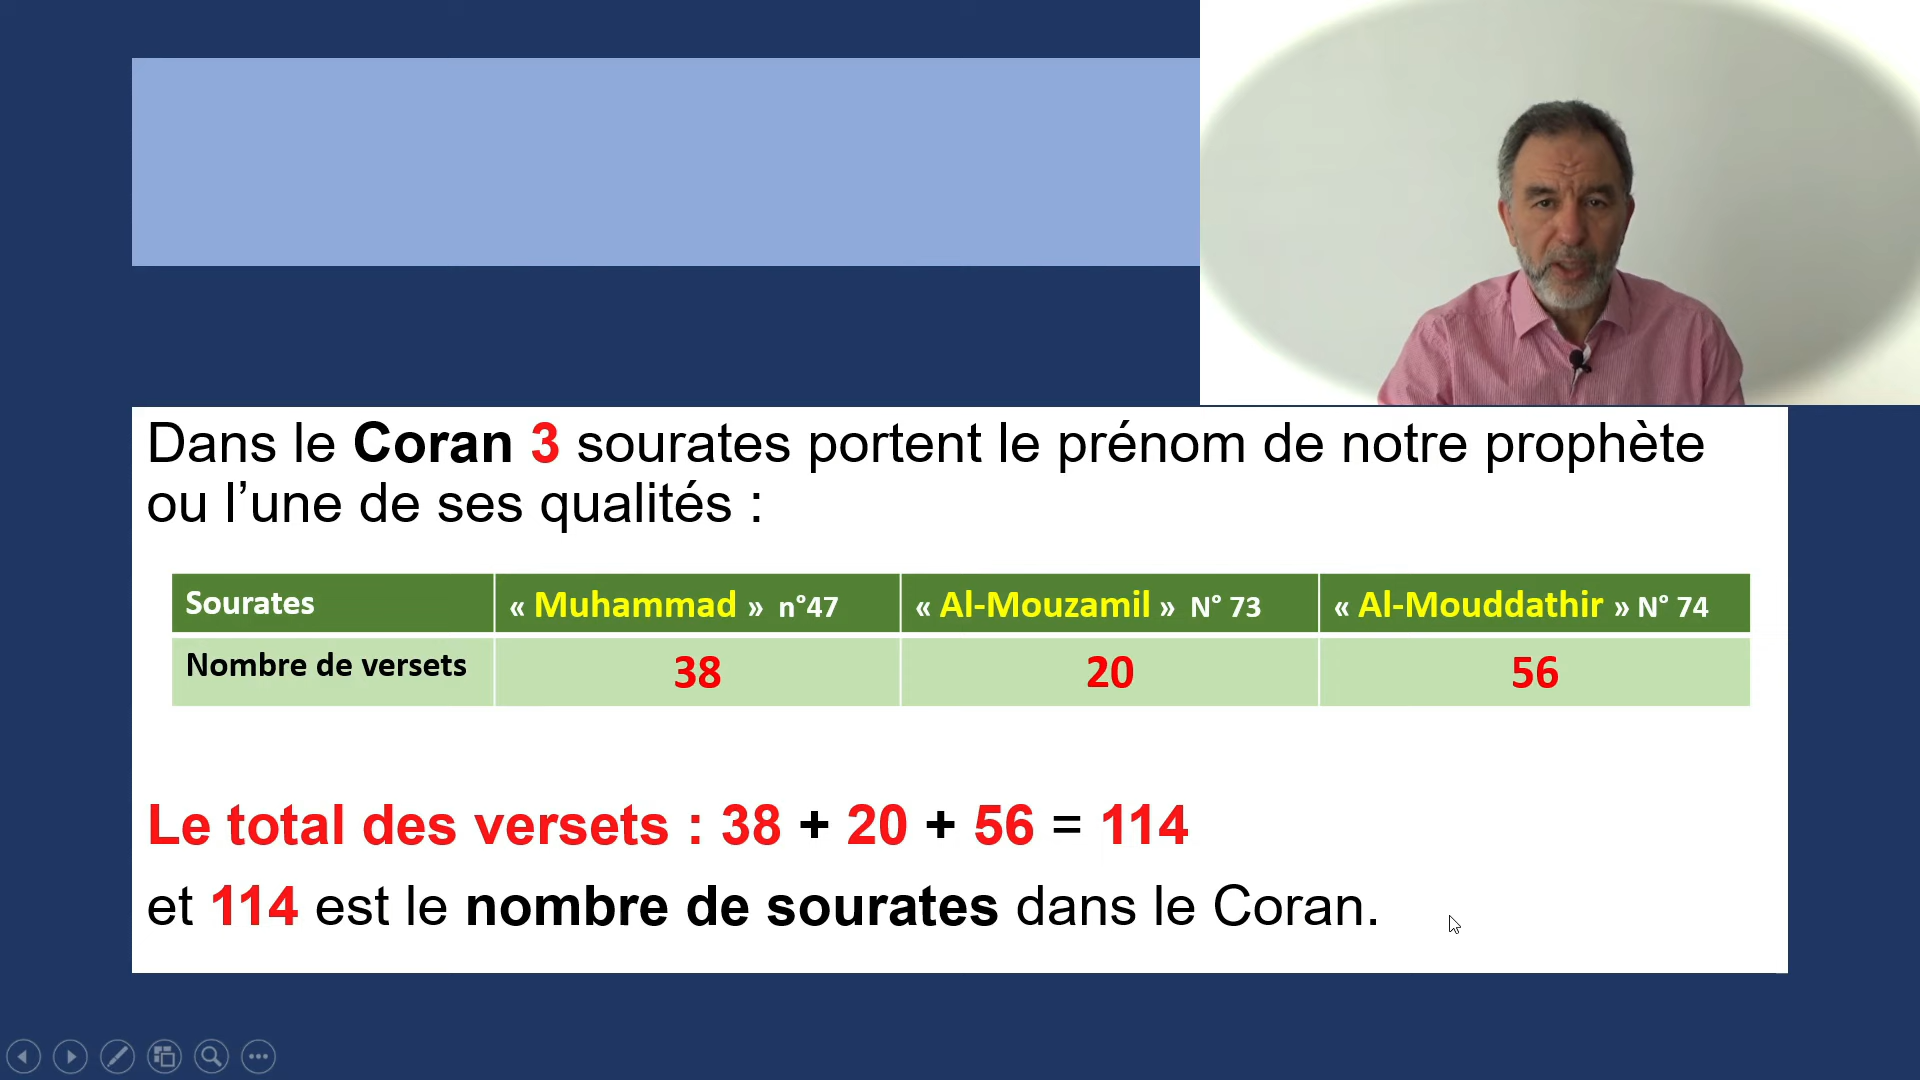 Dans le Coran 3 sourates portent le prénom de notre prophète
ou l’une de ses qualités :
Sourates « Muhammad » n°47 « Al-Mouzamil » N° 73 « Al-Mouddathir » N° 74
Nombre de versets 38 20 56
Le total des versets : 38 + 20 + 56 = 114
et 114 est le nombre de sourates dans le Coran.